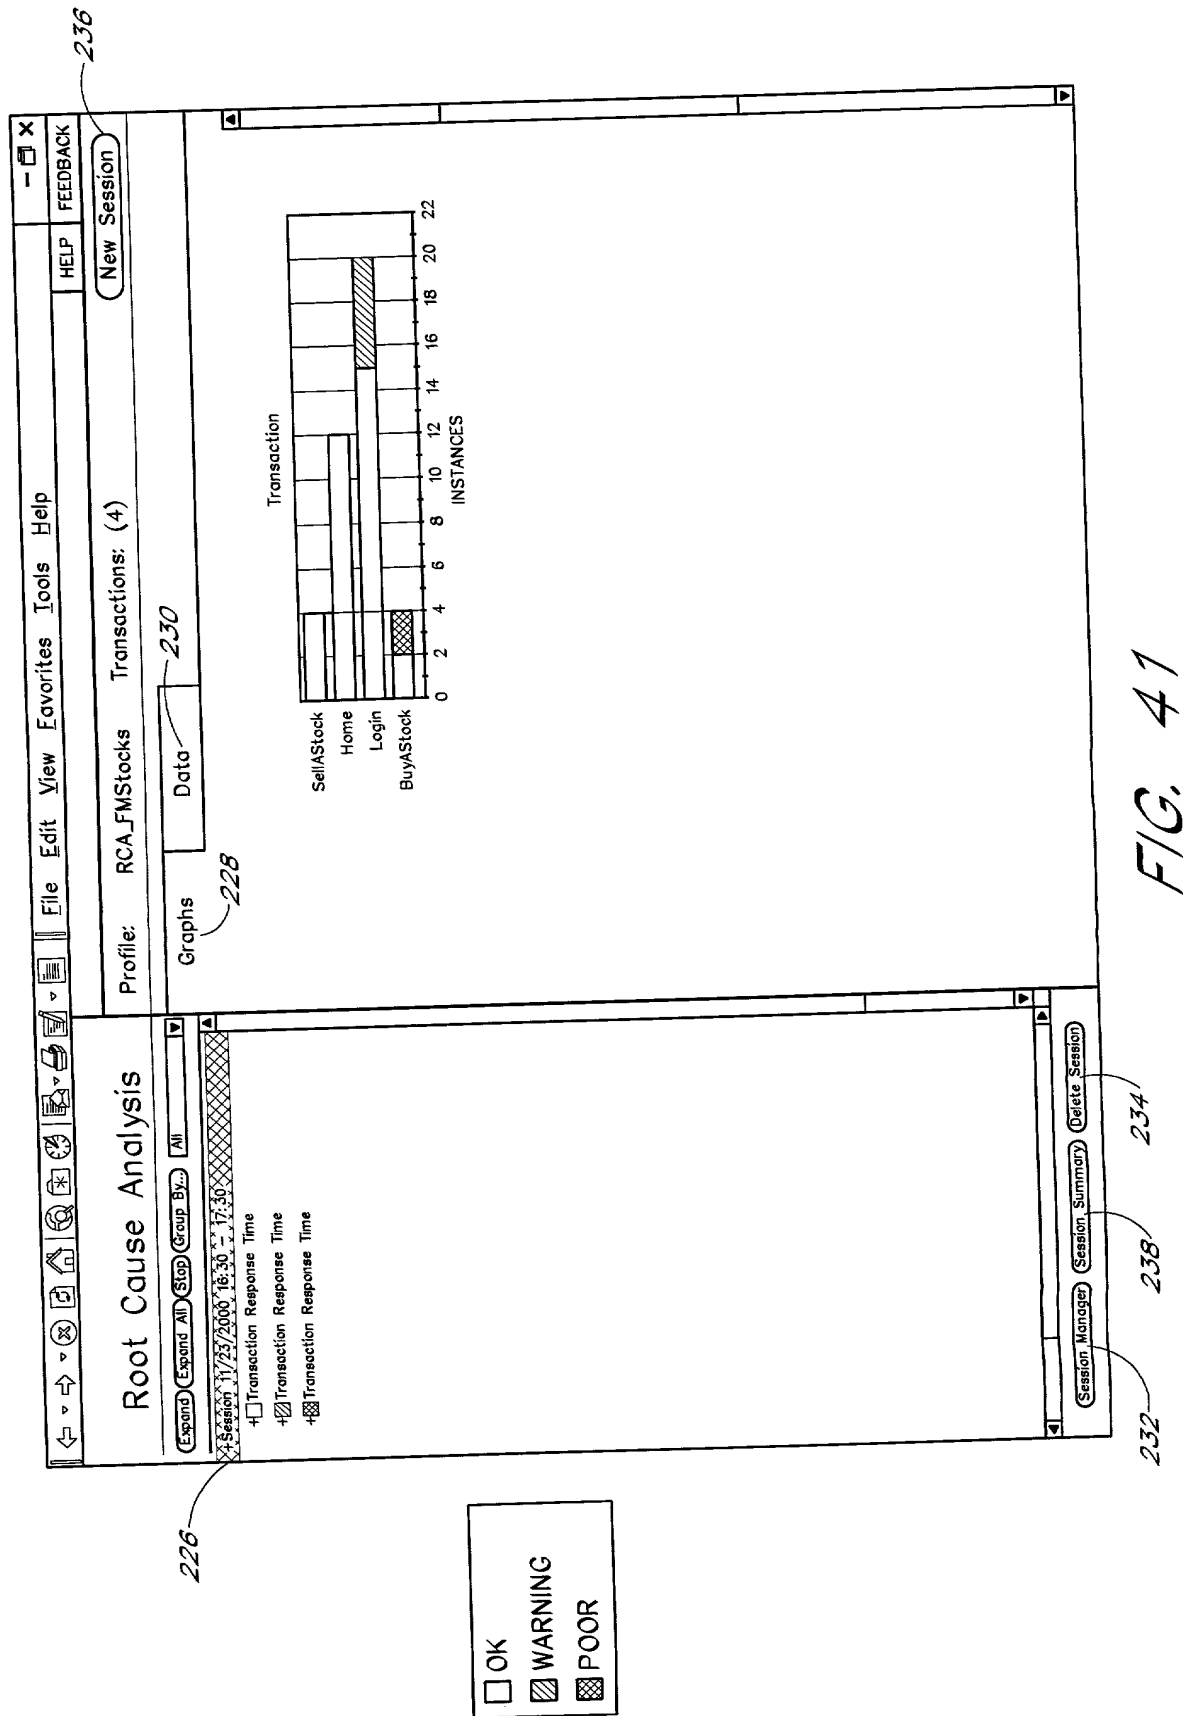 236
File Edit View Favorites Tools Help
HELP FEEDBACK
Root Cause Analysis
Profile: RCA_FMStocks Transactions: (4)
New Session
Expand Expand All Stop Group By... All
Graphs
Data
228
230
226
+Session 11/23/2000 16:30 - 17:30
+Transaction Response Time
+Transaction Response Time
+Transaction Response Time
Transaction
SellAStock
Home
Login
BuyAStock
0 2 4 6 8 10 12 14 16 18 20 22
INSTANCES
Session Manager Session Summary Delete Session
232
238
234
OK
WARNING
POOR
FIG. 41